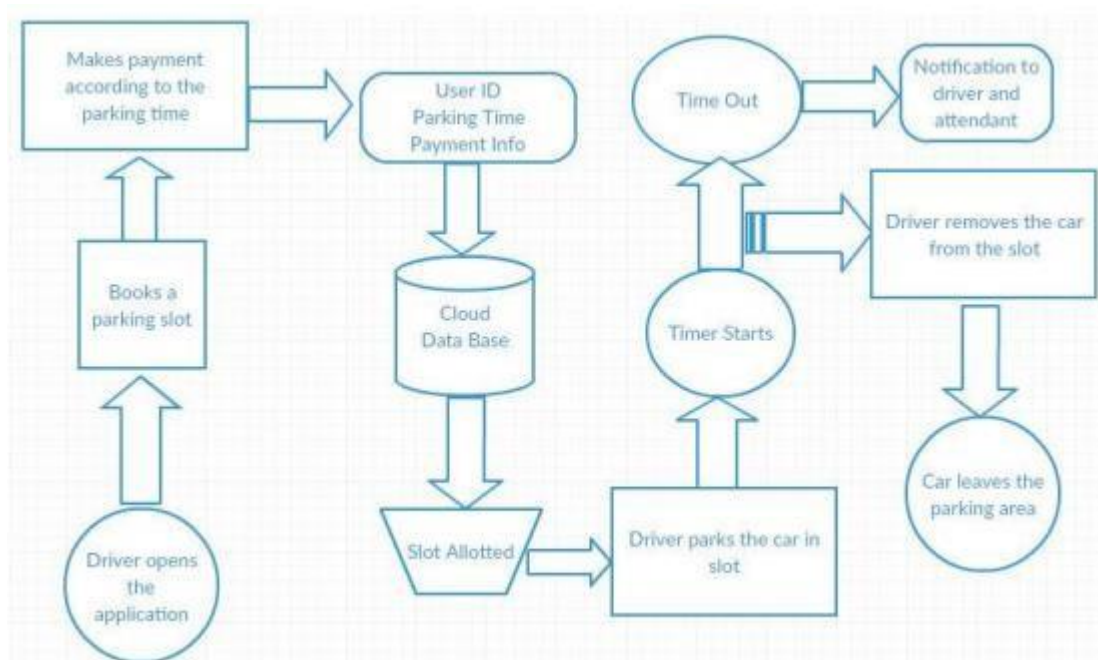 Makes payment
according to the
parking time
User ID
Parking Time
Payment Info
Time Out
Notification to
driver and
attendant
Books a
parking slot
Cloud
Data Base
Timer Starts
Driver removes the car
from the slot
Driver opens
the
application
Slot Allotted
Driver parks the car in
slot
Car leaves the
parking area